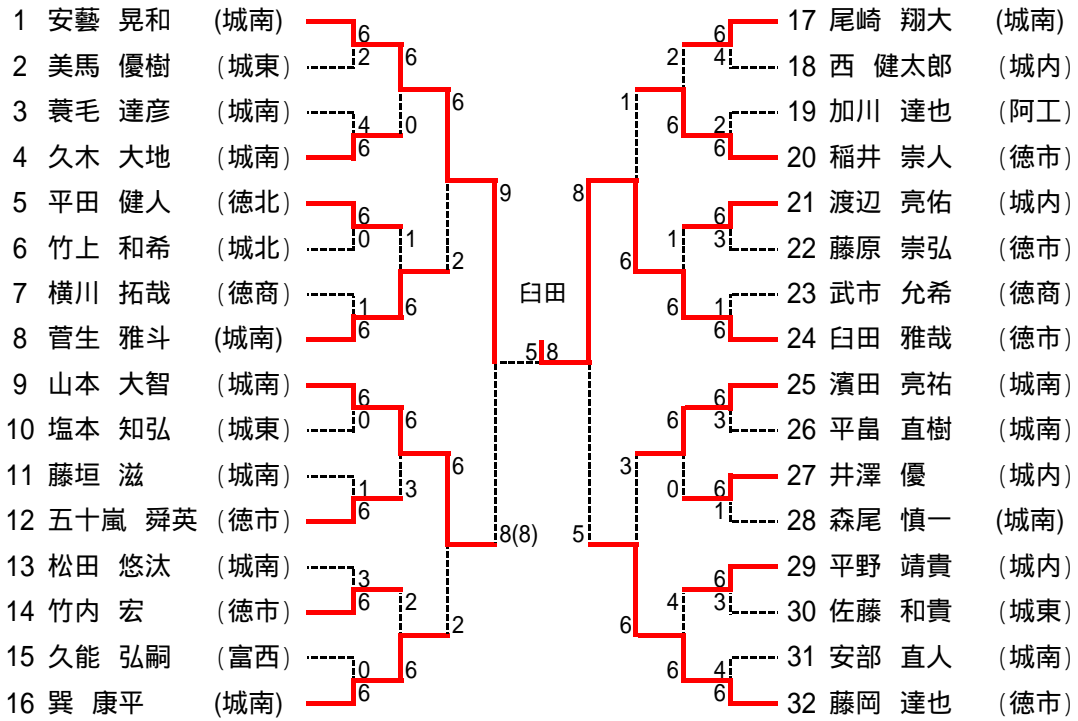 1 安藝 晃和 (城南)
2 美馬 優樹 (城東)
3 蓑毛 達彦 (城南)
4 久木 大地 (城南)
5 平田 健人 (徳北)
6 竹上 和希 (城北)
7 横川 拓哉 (徳商)
8 菅生 雅斗 (城南)
9 山本 大智 (城南)
10 塩本 知弘 (城東)
11 藤垣 滋 (城南)
12 五十嵐 舜英 (徳市)
13 松田 悠汰 (城南)
14 竹内 宏 (徳市)
15 久能 弘嗣 (富西)
16 巽 康平 (城南)
6
2
4
6
6
0
1
6
6
0
1
6
3
6
0
6
6
0
1
6
6
3
2
6
6
2
6
2
9
8(8)
臼田
5 8
8
5
1
6
3
6
2
6
1
6
6
0
4
6
6
4
2
6
6
3
1
6
6
3
6
1
6
3
4
6
17 尾崎 翔大 (城南)
18 西 健太郎 (城内)
19 加川 達也 (阿工)
20 稲井 崇人 (徳市)
21 渡辺 亮佑 (城内)
22 藤原 崇弘 (徳市)
23 武市 允希 (徳商)
24 臼田 雅哉 (徳市)
25 濱田 亮祐 (城南)
26 平畠 直樹 (城南)
27 井澤 優 (城内)
28 森尾 慎一 (城南)
29 平野 靖貴 (城内)
30 佐藤 和貴 (城東)
31 安部 直人 (城南)
32 藤岡 達也 (徳市)